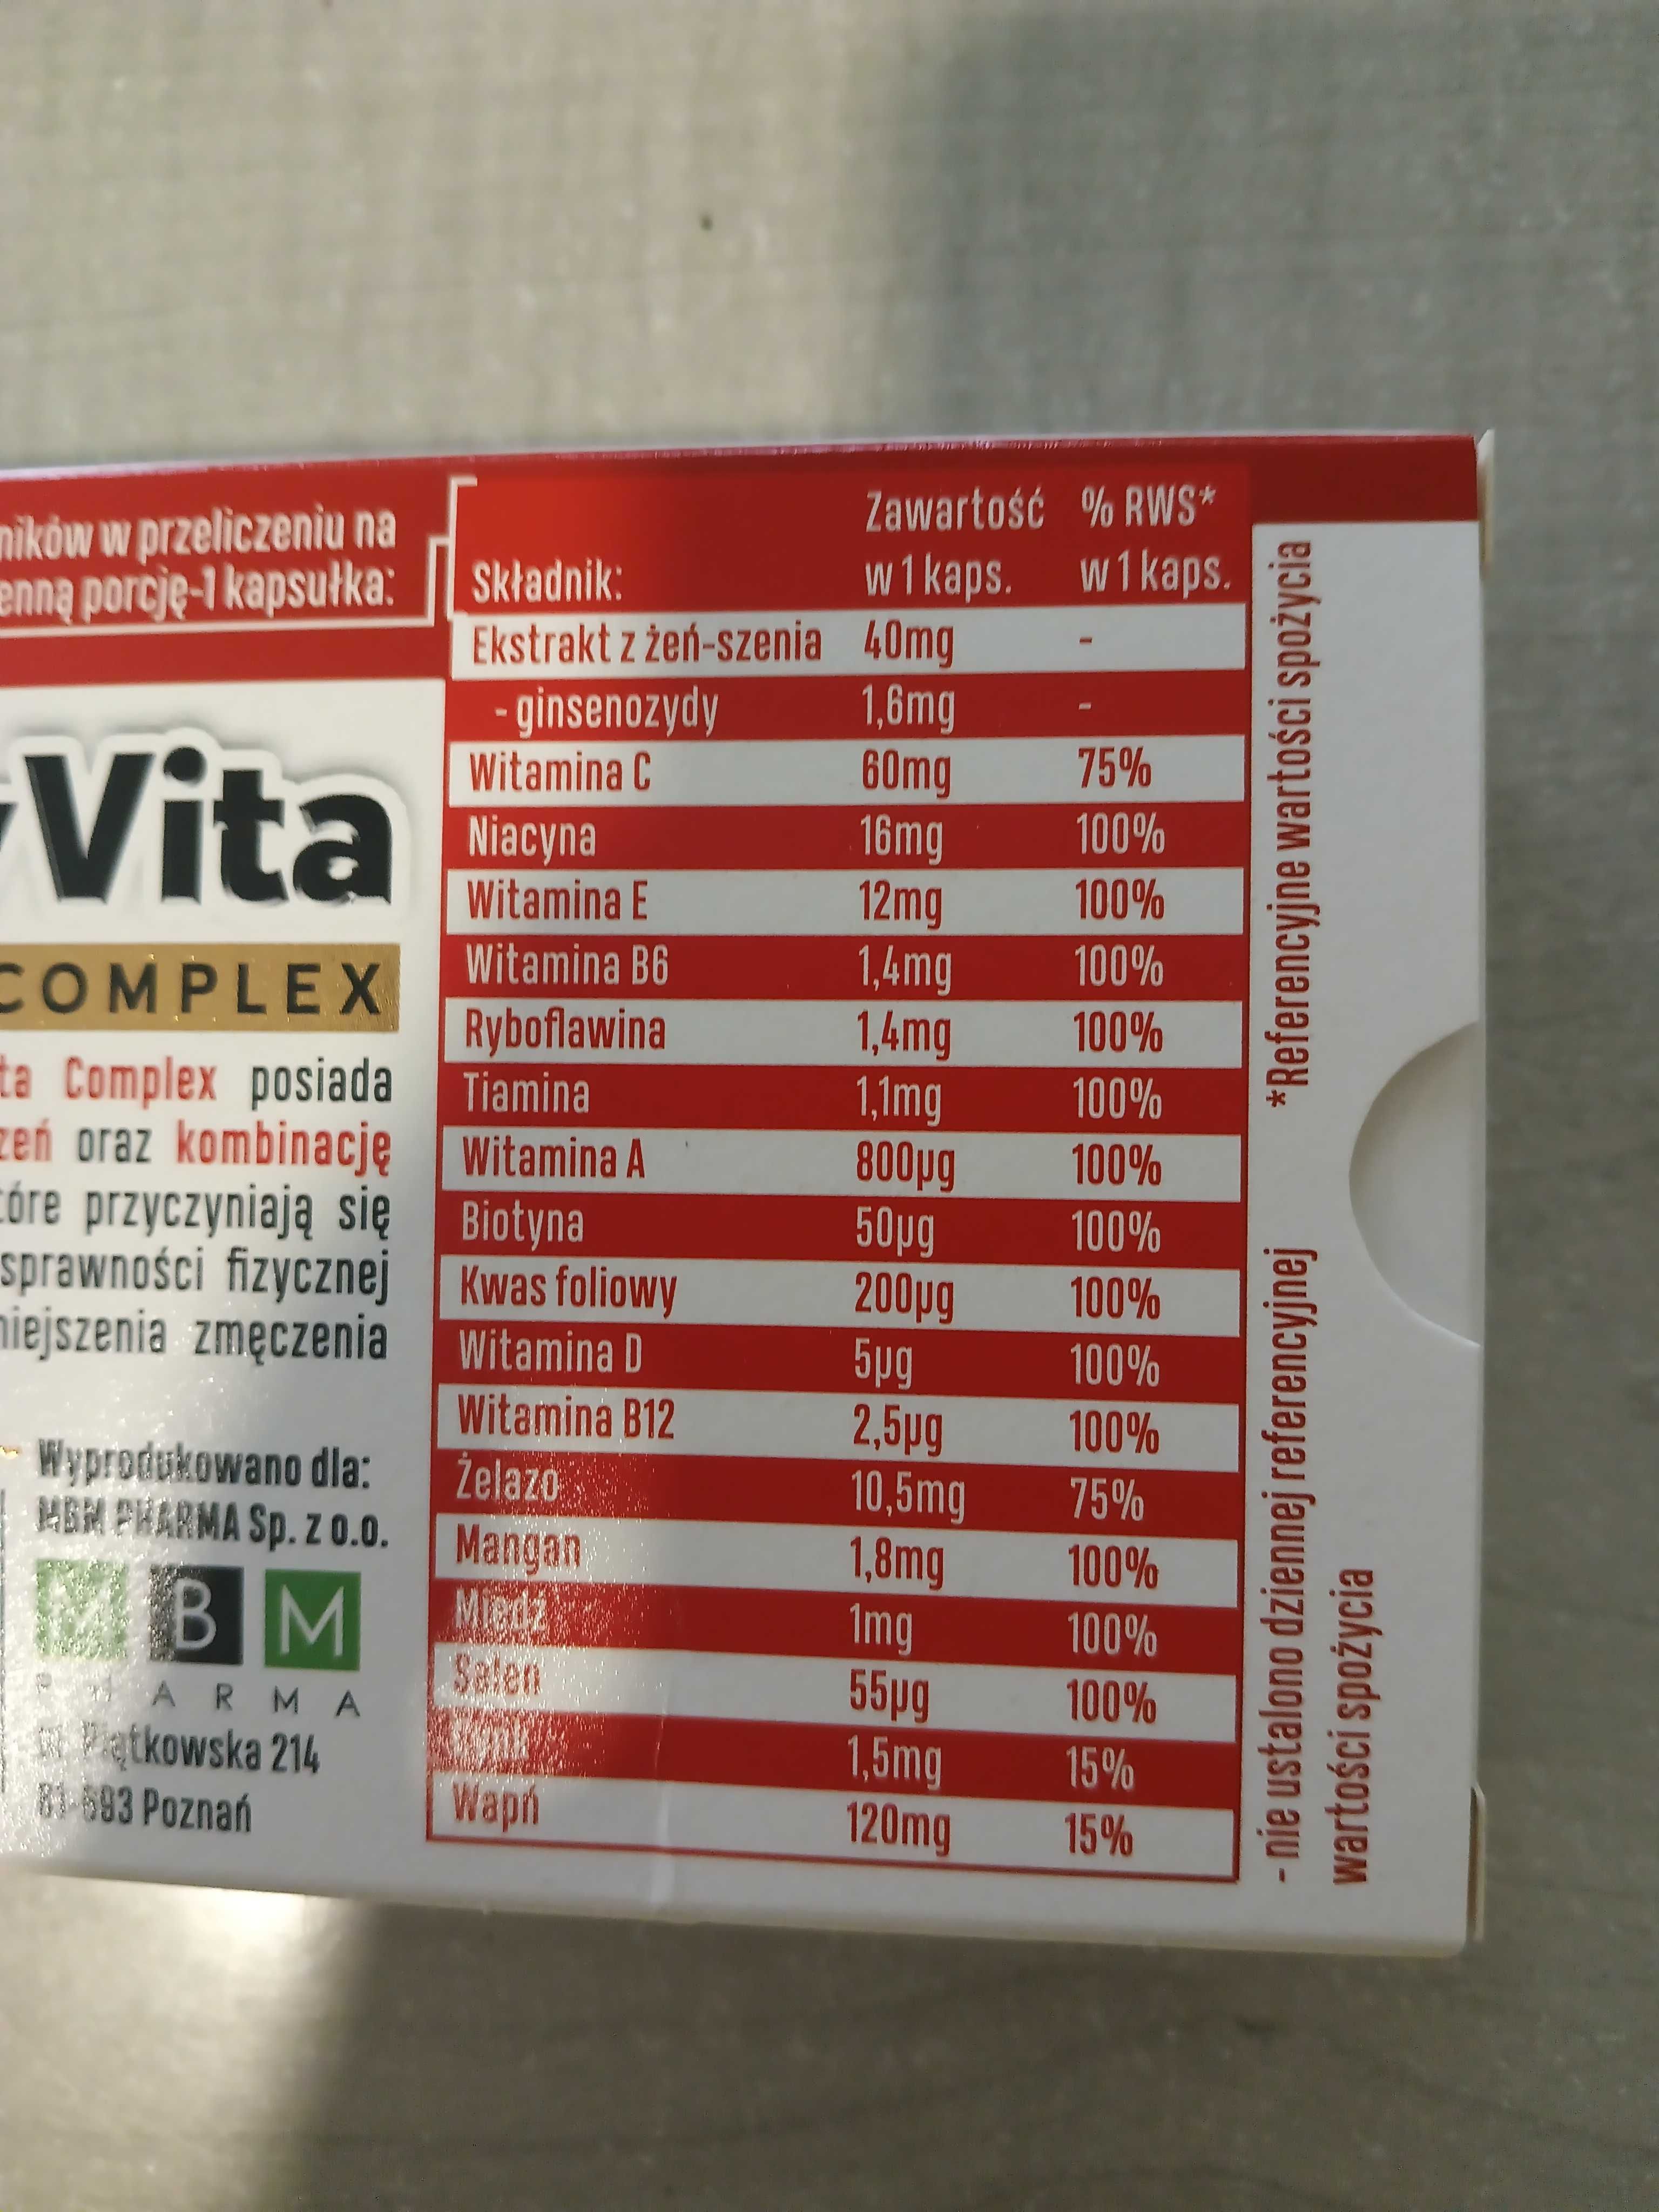 ników w przeliczeniu na
enną porcję-1 kapsułka:
Vita
COMPLEX
ta Complex posiada
zeń oraz kombinację
tóre przyczyniają się
sprawności fizycznej
niejszenia zmęczenia
Wyprodukowano dla:
MBM PHARMA Sp. z o.o.
MBM
PHARMA
ul. Piątkowska 214
693 Poznań
Zawartość % RWS*
Składnik: w 1 kaps. w 1 kaps.
Ekstrakt z żeń-szenia 40mg -
- ginsenozydy 1,6mg -
Witamina C 60mg 75%
Niacyna 16mg 100%
Witamina E 12mg 100%
Witamina B6 1,4mg 100%
Ryboflawina 1,4mg 100%
Tiamina 1,1mg 100%
Witamina A 800µg 100%
Biotyna 50µg 100%
Kwas foliowy 200µg 100%
Witamina D 5µg 100%
Witamina B12 2,5µg 100%
Żelazo 10,5mg 75%
Mangan 1,8mg 100%
Miedź 1mg 100%
Selen 55µg 100%
Cynk 1,5mg 15%
Wapń 120mg 15%
*Referencyjne wartości spożycia
- nie ustalono dziennej referencyjnej
wartości spożycia